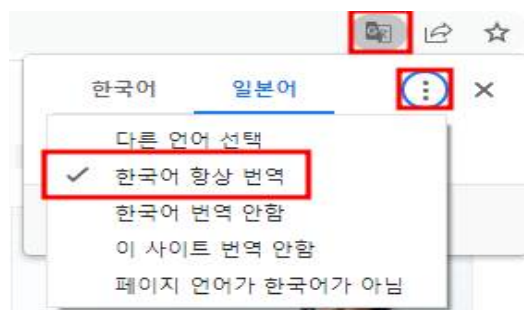 한국어 일본어
다른 언어 선택
한국어 항상 번역
한국어 번역 안함
이 사이트 번역 안함
페이지 언어가 한국어가 아님